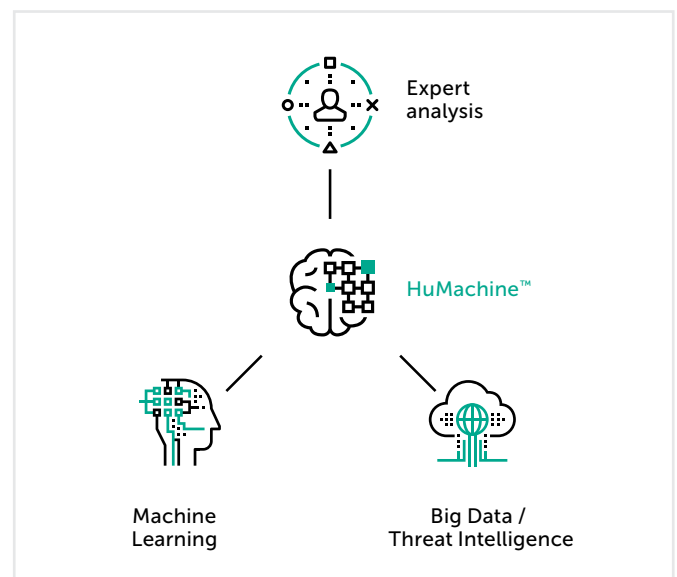 Expert
analysis
HuMachine™
Machine
Learning
Big Data /
Threat Intelligence